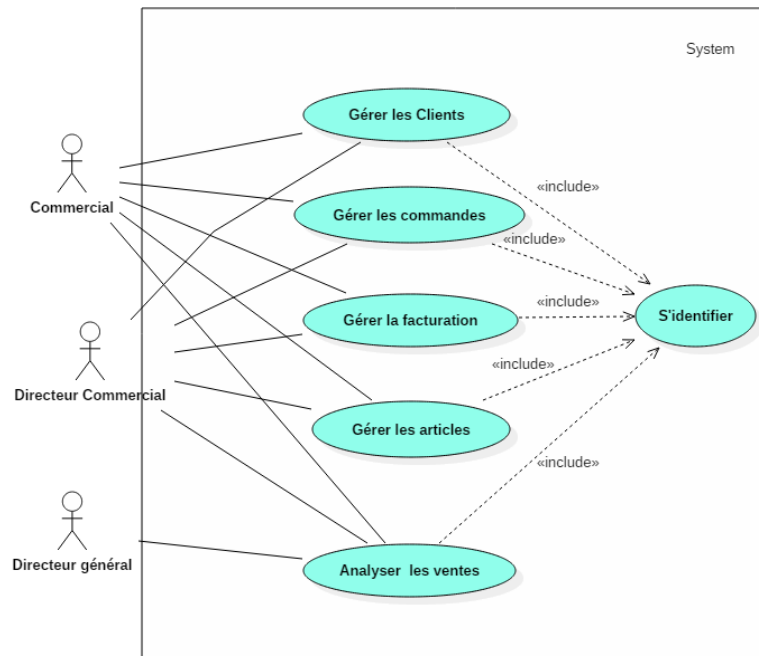 System
Gérer les Clients
«include»
Commercial
Gérer les commandes
«include»
«include»
S'identifier
Gérer la facturation
Directeur Commercial
«include»
Gérer les articles
«include»
Directeur général
Analyser les ventes